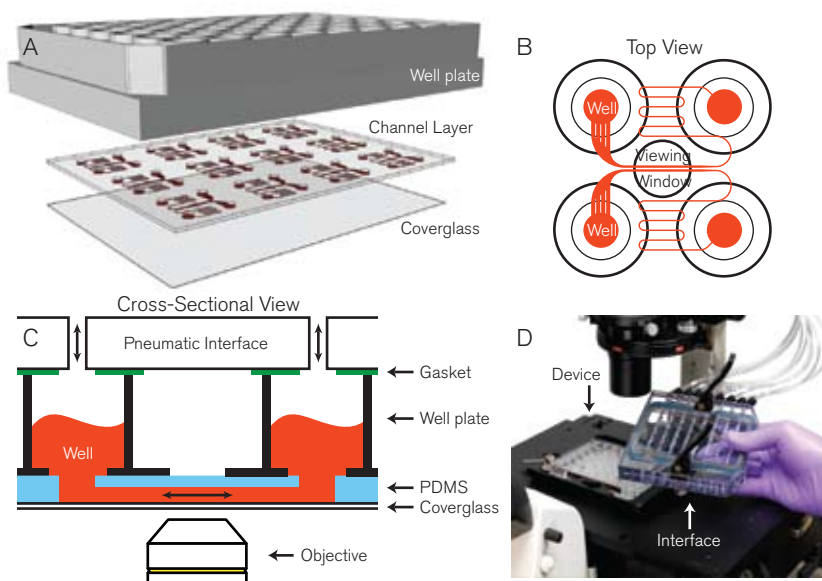 A
Well plate
Channel Layer
Coverglass
B
Top View
Well
Viewing
Window
Well
Cross-Sectional View
C
Pneumatic Interface
Gasket
Well plate
Well
PDMS
Coverglass
Objective
D
Device
Interface